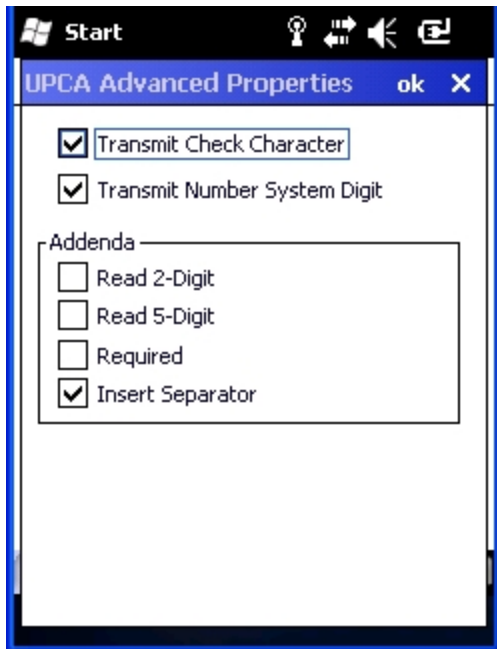 Start
UPCA Advanced Properties ok X
Transmit Check Character
Transmit Number System Digit
Addenda
Read 2-Digit
Read 5-Digit
Required
Insert Separator